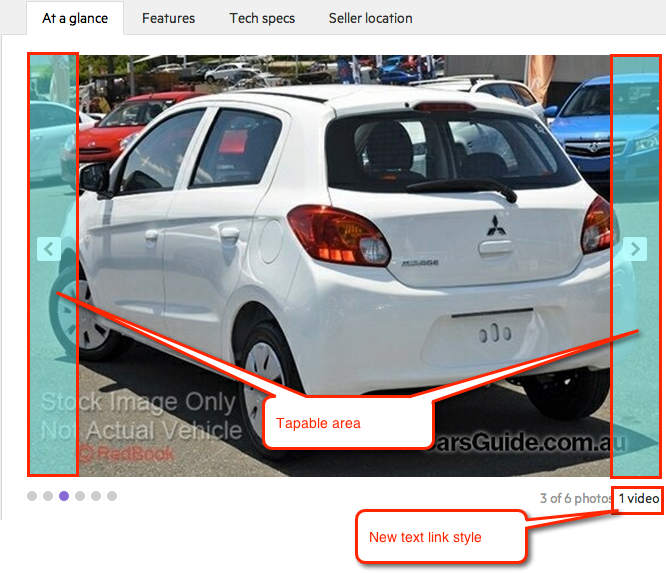 At a glance Features Tech specs Seller location
MIRAGE
Stock Image Only
Not Actual Vehicle
© RedBook
Tapable area
carsGuide.com.au
3 of 6 photos 1 video
New text link style